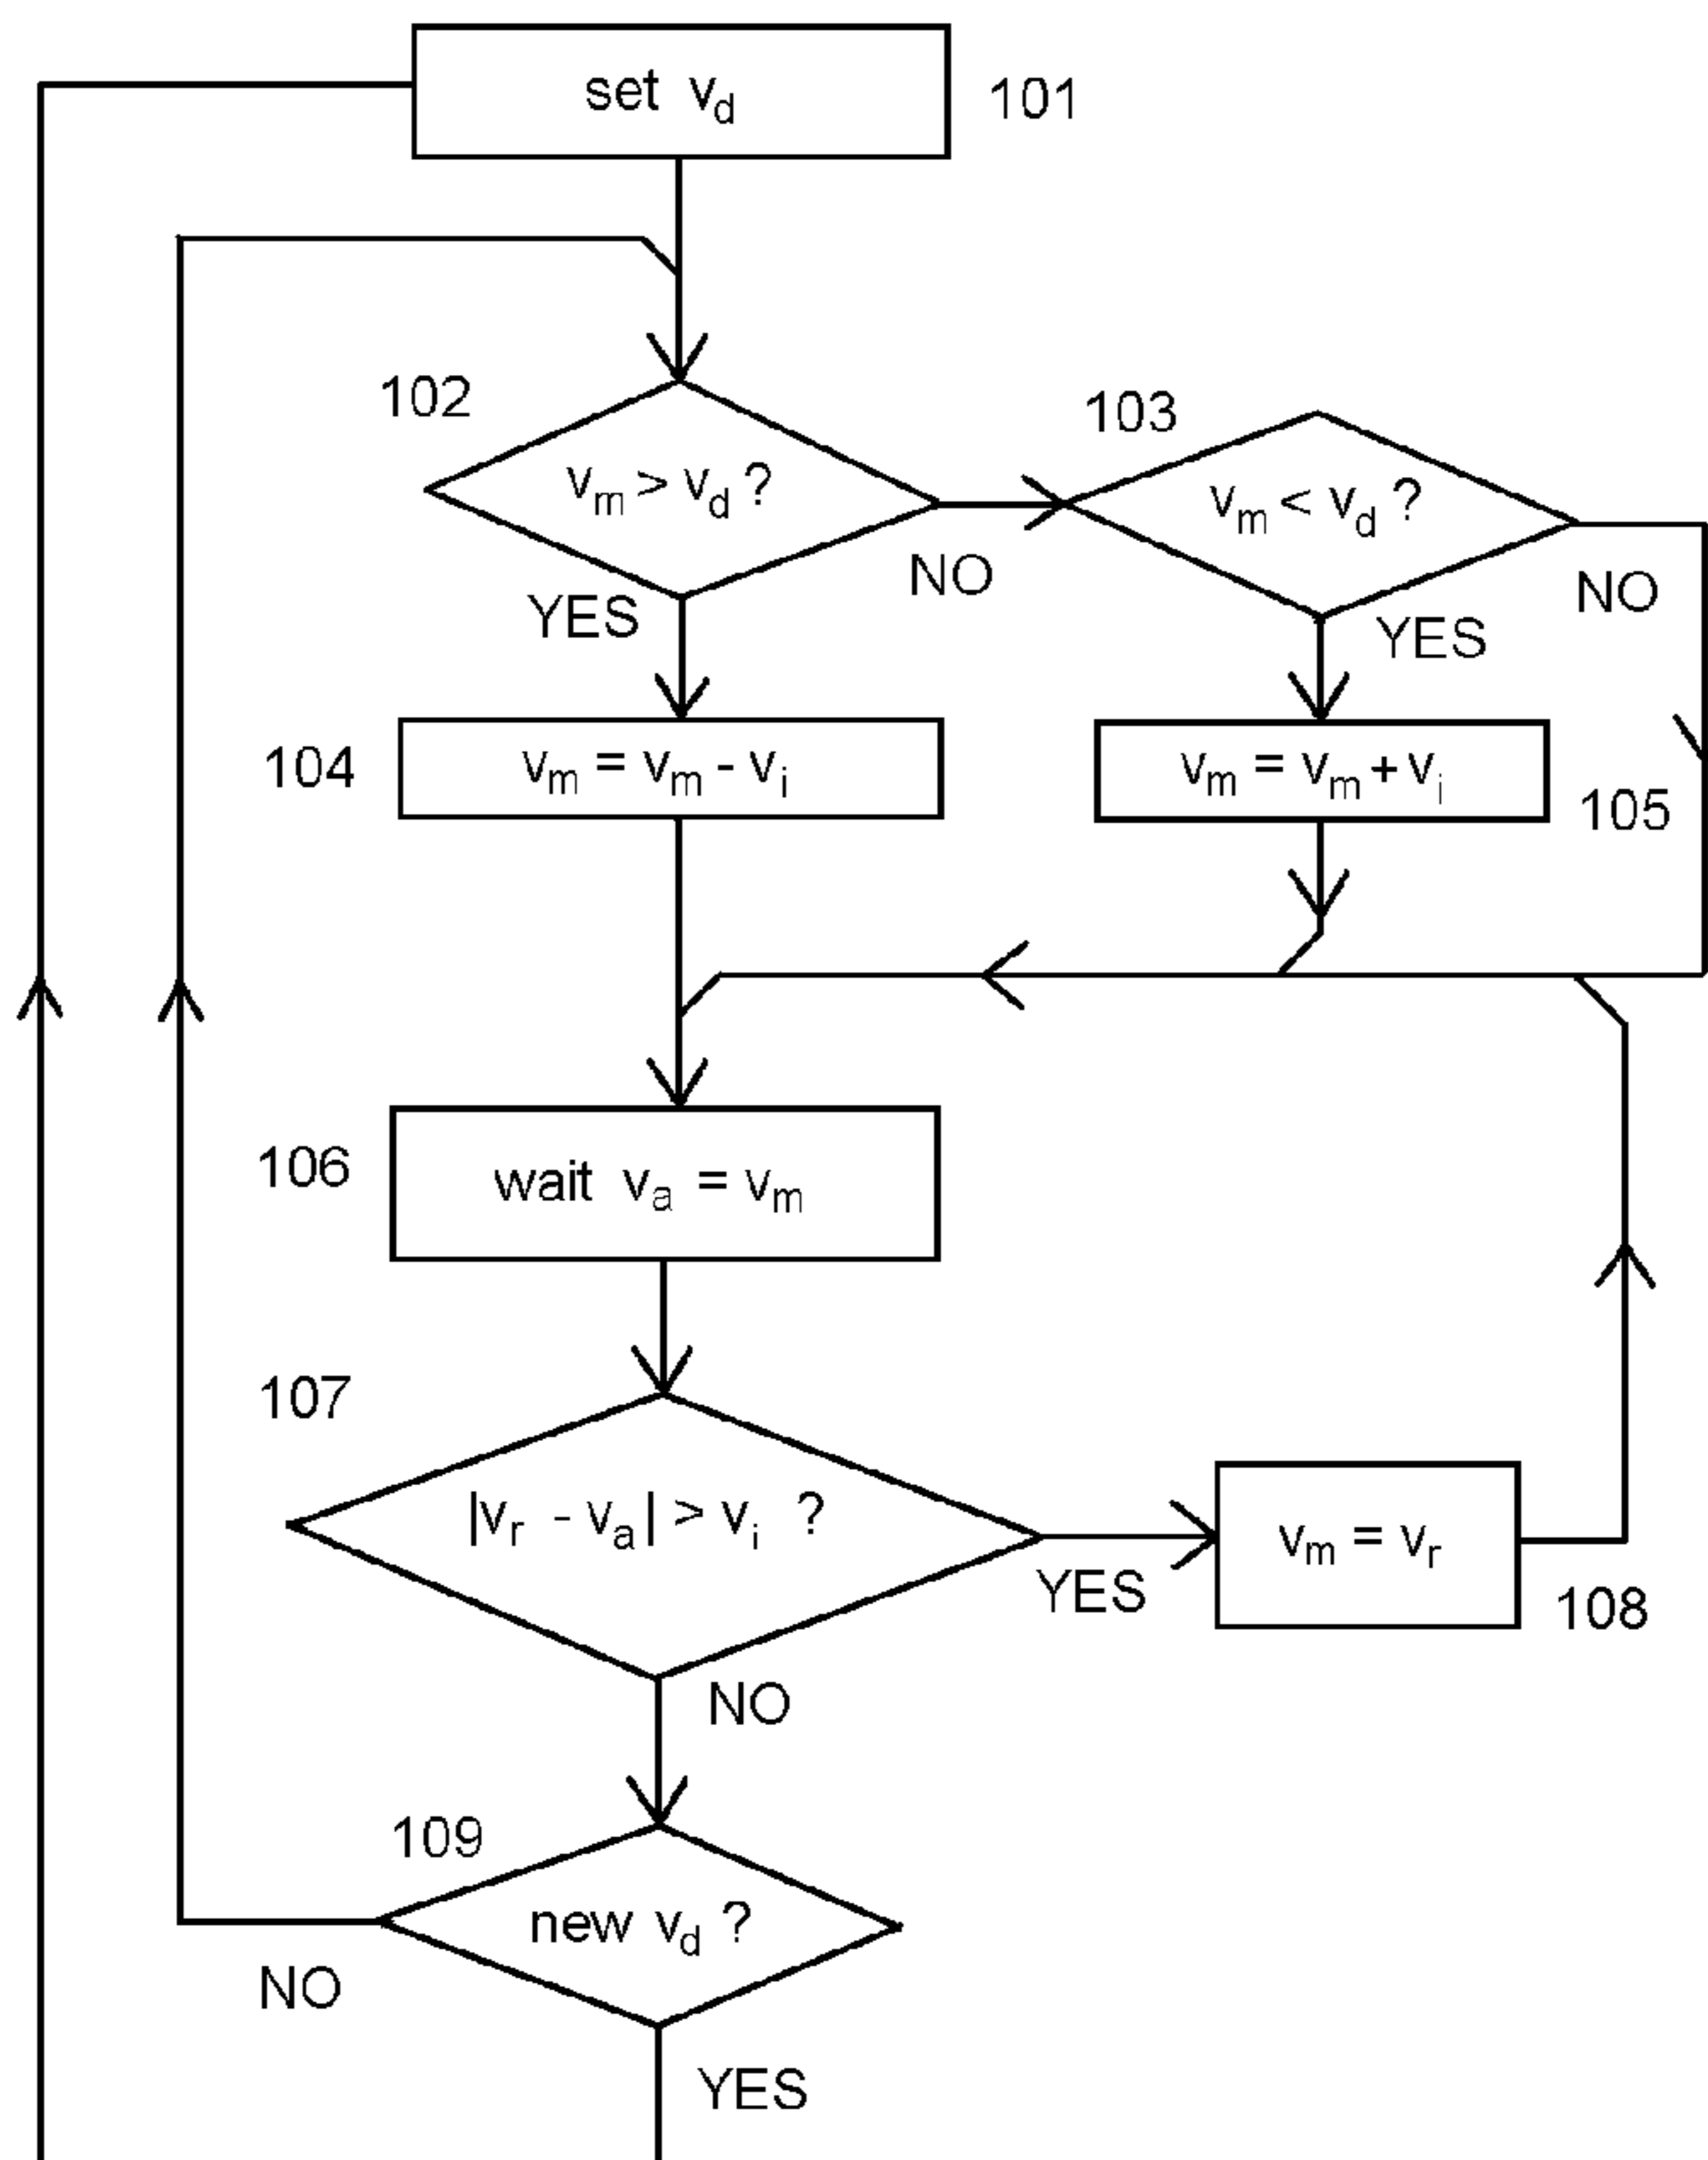 set v_d
101
102
v_m > v_d ?
YES
NO
103
v_m < v_d ?
YES
NO
104
v_m = v_m - v_i
v_m = v_m + v_i
105
106
wait v_a = v_m
107
|v_r - v_a| > v_i ?
YES
NO
v_m = v_r
108
109
new v_d ?
NO
YES